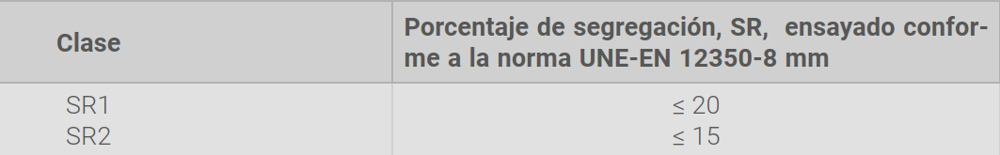 Clase
Porcentaje de segregación, SR, ensayado confor-
me a la norma UNE-EN 12350-8 mm
SR1 ≤ 20
SR2 ≤ 15